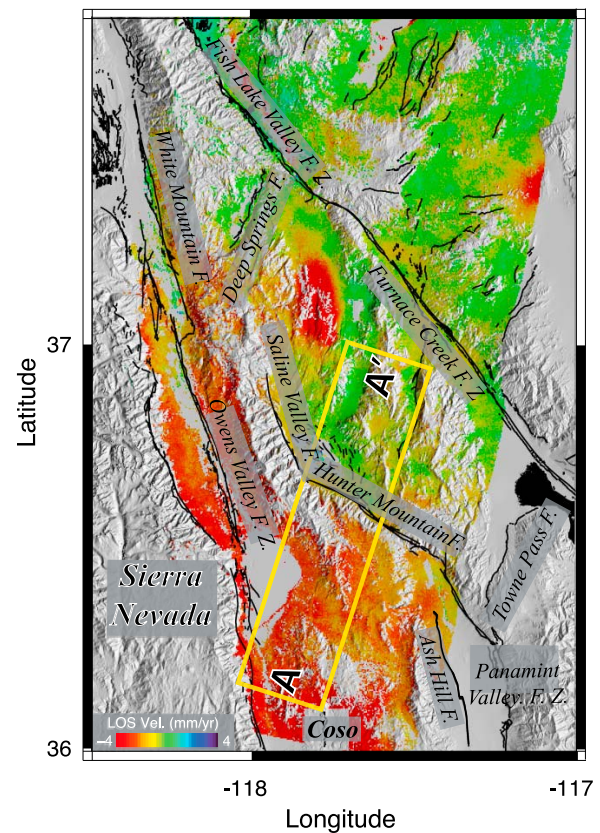 Fish Lake Valley F. Z.
White Mountain F.
Deep Springs F.
37
Furnace Creek F. Z.
A''
Saline Valley F.
Latitude
Owens Valley F. Z.
Hunter Mountain F.
Towne Pass F.
Sierra
Nevada
Ash Hill F.
Panamint
Valley. F. Z.
A
Coso
LOS Vel. (mm/yr)
-4
4
36
-118
-117
Longitude